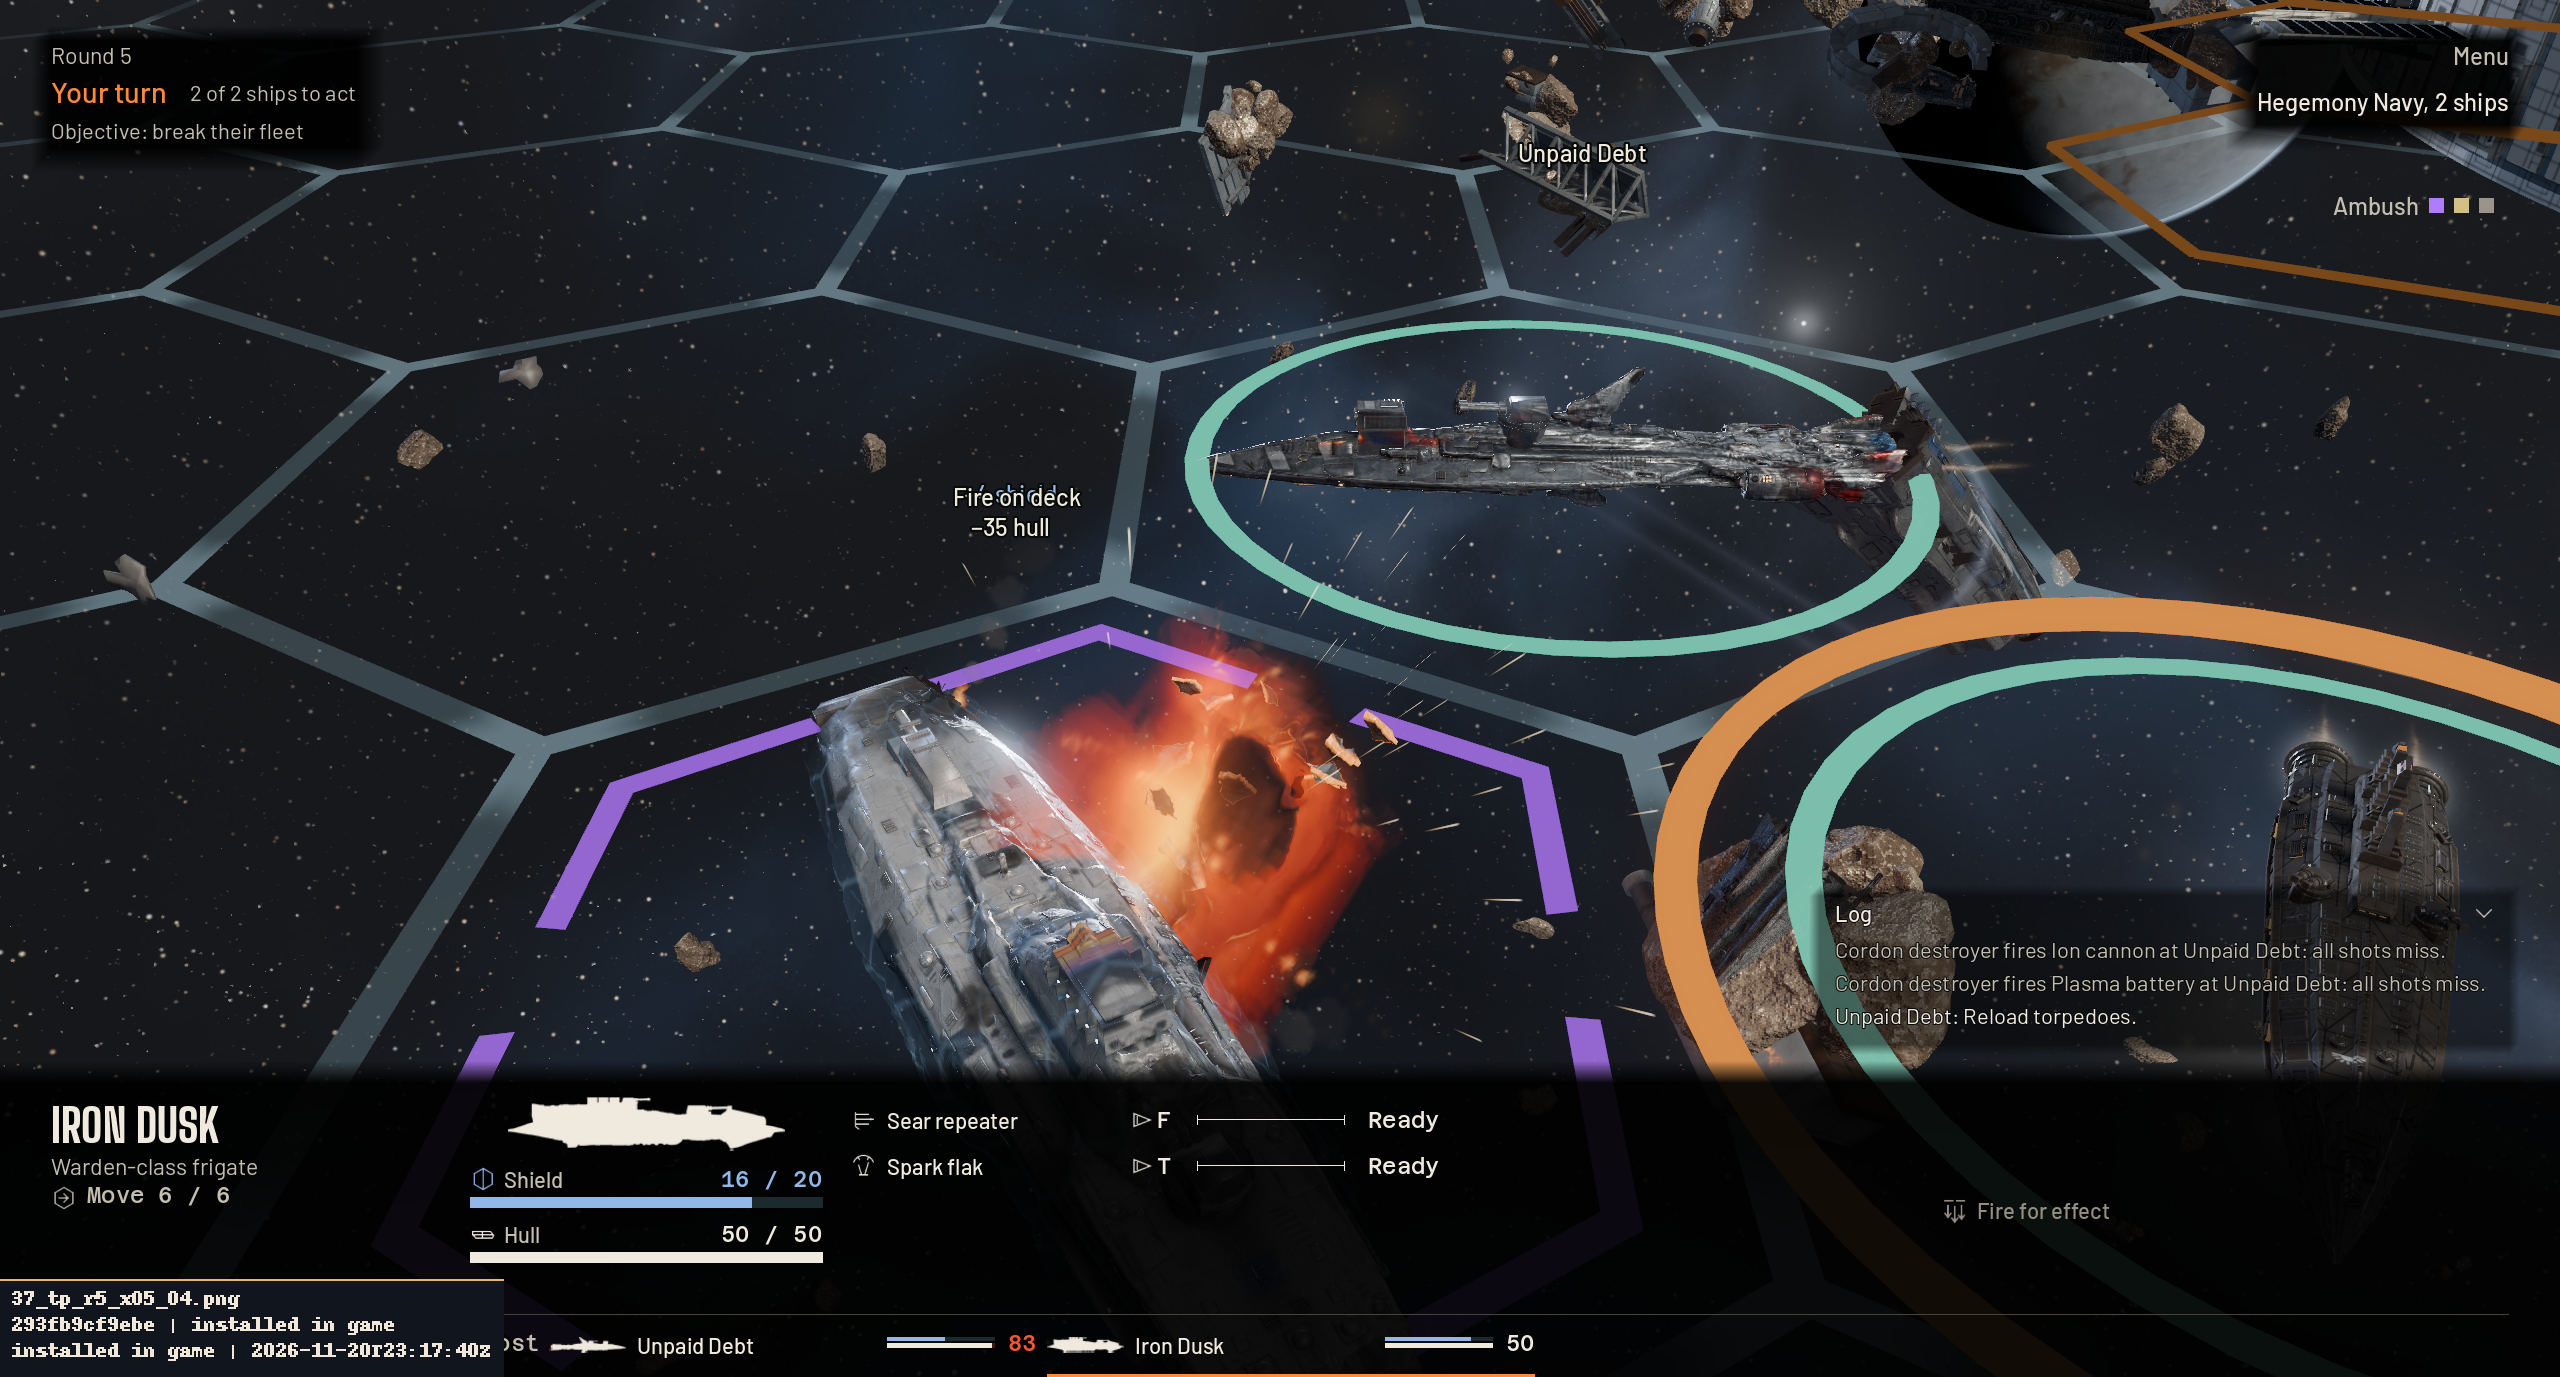 Round 5
Your turn 2 of 2 ships to act
Objective: break their fleet
Menu
Hegemony Navy, 2 ships
Ambush
Unpaid Debt
Fire on deck
−35 hull
Log
Cordon destroyer fires Ion cannon at Unpaid Debt: all shots miss.
Cordon destroyer fires Plasma battery at Unpaid Debt: all shots miss.
Unpaid Debt: Reload torpedoes.
IRON DUSK
Warden-class frigate
Move 6 / 6
Shield 16 / 20
Hull 50 / 50
Sear repeater F Ready
Spark flak T Ready
Fire for effect
37_tp_r5_x05_04.png
293fb9cf9ebe | installed in game
installed in game | 2026-11-20T23:17:40Z
Unpaid Debt 83 Iron Dusk 50